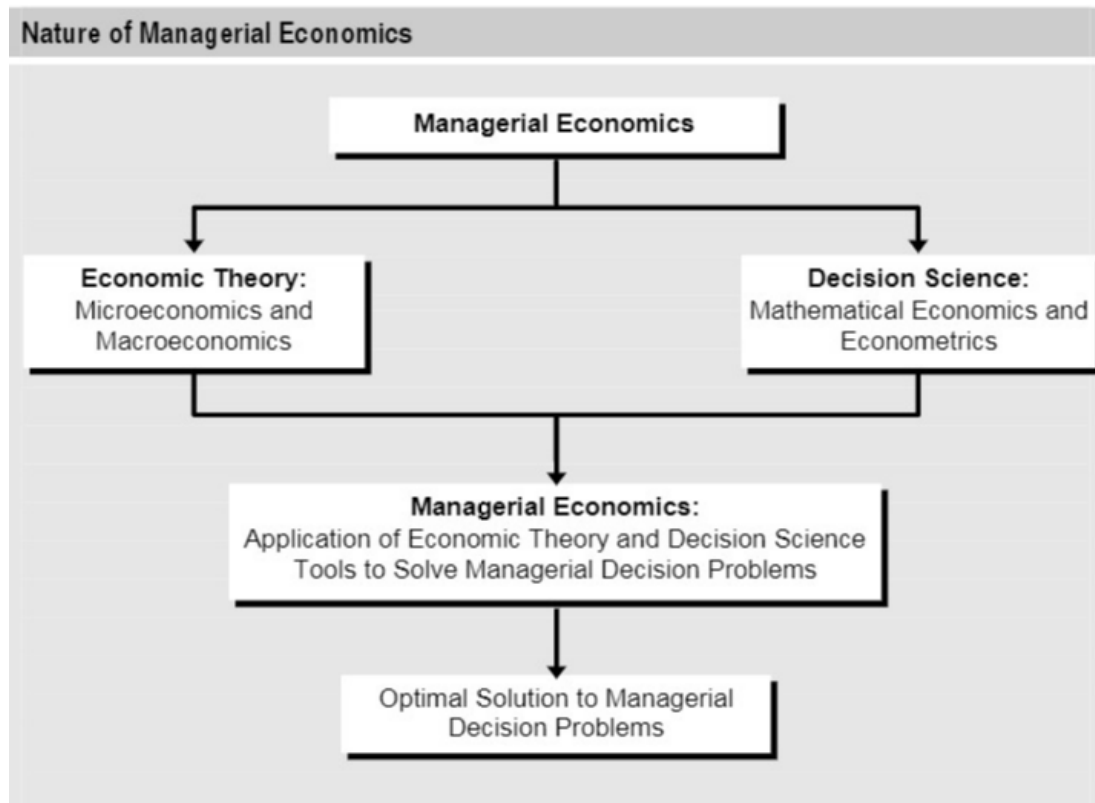 Nature of Managerial Economics
Managerial Economics
Economic Theory:
Microeconomics and
Macroeconomics
Decision Science:
Mathematical Economics and
Econometrics
Managerial Economics:
Application of Economic Theory and Decision Science
Tools to Solve Managerial Decision Problems
Optimal Solution to Managerial
Decision Problems